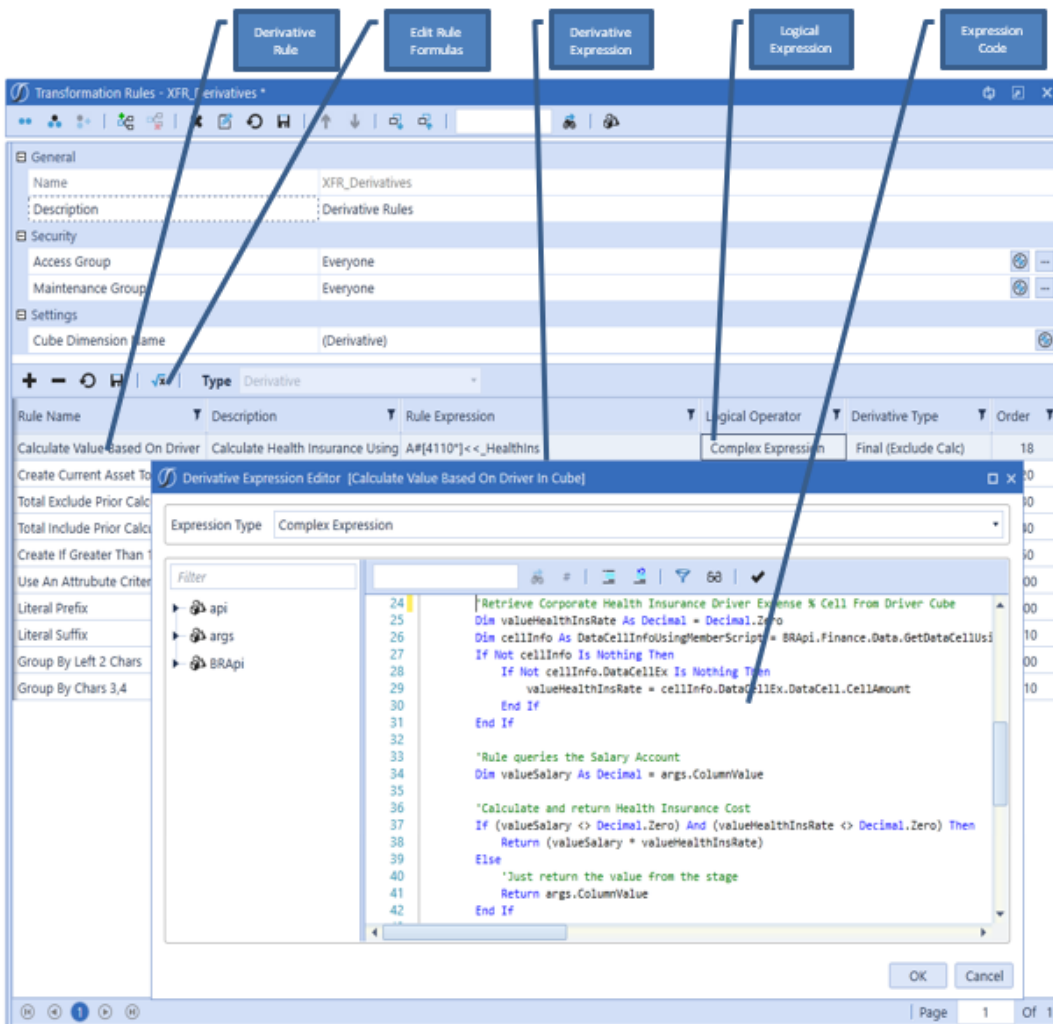 Derivative Rule
Edit Rule Formulas
Derivative Expression
Logical Expression
Expression Code
Transformation Rules - XFR_Derivatives *
General
Name XFR_Derivatives
Description Derivative Rules
Security
Access Group Everyone
Maintenance Group Everyone
Settings
Cube Dimension Name (Derivative)
Type Derivative
Rule Name Description Rule Expression Logical Operator Derivative Type Order
Calculate Value Based On Driver Calculate Health Insurance Using A#[4110*]<<_HealthIns Complex Expression Final (Exclude Calc) 18
Create Current Asset To
Total Exclude Prior Calc
Total Include Prior Calcu
Create If Greater Than 1
Use An Attrubute Criter
Literal Prefix
Literal Suffix
Group By Left 2 Chars
Group By Chars 3,4
Derivative Expression Editor [Calculate Value Based On Driver In Cube]
Expression Type Complex Expression
Filter
api
args
BRApi
24 'Retrieve Corporate Health Insurance Driver Expense % Cell From Driver Cube
25 Dim valueHealthInsRate As Decimal = Decimal.Zero
26 Dim cellInfo As DataCellInfoUsingMemberScript = BRApi.Finance.Data.GetDataCellUsi
27 If Not cellInfo Is Nothing Then
28 If Not cellInfo.DataCellEx Is Nothing Then
29 valueHealthInsRate = cellInfo.DataCellEx.DataCell.CellAmount
30 End If
31 End If
32
33 'Rule queries the Salary Account
34 Dim valueSalary As Decimal = args.ColumnValue
35
36 'Calculate and return Health Insurance Cost
37 If (valueSalary <> Decimal.Zero) And (valueHealthInsRate <> Decimal.Zero) Then
38 Return (valueSalary * valueHealthInsRate)
39 Else
40 'Just return the value from the stage
41 Return args.ColumnValue
42 End If
OK Cancel
1 Page 1 Of 1